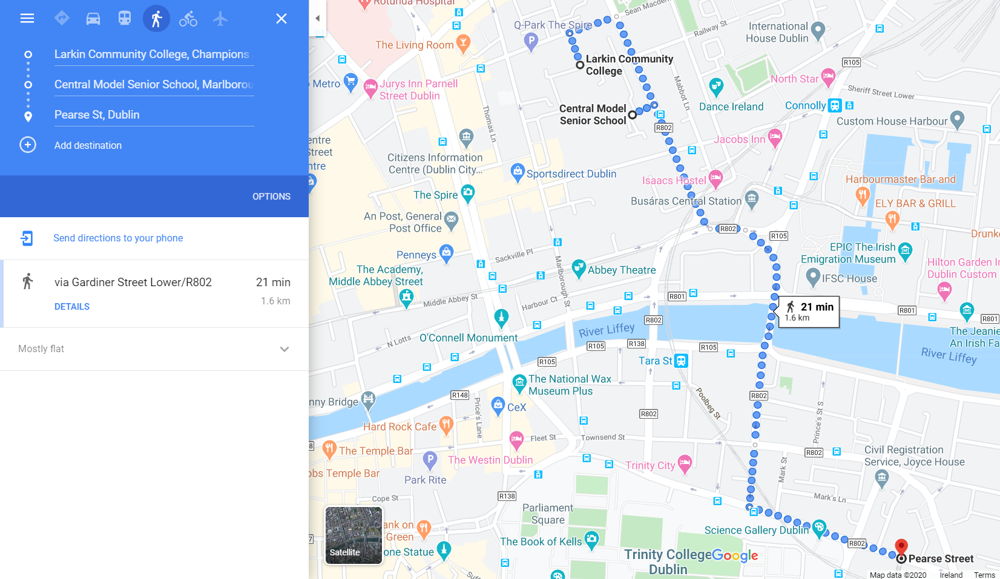 Larkin Community College, Champions
Central Model Senior School, Marlborou
Pearse St, Dublin
Add destination
OPTIONS
Send directions to your phone
via Gardiner Street Lower/R802
21 min
1.6 km
DETAILS
Mostly flat
Rotunda Hospital
Sean Macderm
Railway St
Q-Park The Spire
International
House Dublin
The Living Room
Larkin Community
College
R105
North Star
Metro
Jurys Inn Parnell
Street Dublin
Mabbot Ln
Sheriff Street Lower
Connolly
Dance Ireland
Central Model
Senior School
Thomas Ln
Custom House Harbour
R802
Jacobs Inn
entre
Street
ntre
Citizens Information
Centre (Dublin City...
Sportsdirect Dublin
Isaacs Hostel
Harbourmaster Bar and
The Spire
Busáras Central Station
ELY BAR & GRILL
An Post, General
Post Office
R802
R105
Drunk
Penneys
Sackville Pl
EPIC The Irish
Emigration Museum
The Academy,
Middle Abbey Street
Marlborough St
Abbey Theatre
Hilton Garden I
Dublin Custom
IFSC House
Middle Abbey St
Harbour Ct
R801
21 min
1.6 km
R801
R801
R802
N Lotts
O'Connell Monument
River Liffey
The Jeanie
An Irish Fa
R105
R138
R105
River Liffey
R105
Tara St
The National Wax
Museum Plus
R148
nny Bridge
Price's Lane
CeX
Poolbeg St
R802
R802
Prince's St S
Hard Rock Cafe
Fleet St
Townsend St
The Temple Bar
R802
Civil Registration
Service, Joyce House
The Westin Dublin
Trinity City
Mark St
obs Temple Bar
Park Rite
Cope St
R138
Mark's Ln
Parliament
Square
ank on
Green
Science Gallery Dublin
The Book of Kells
R802
Satellite
one Statue
Trinity College
Dublin
Google
Pearse Street
Map data ©2020
Ireland
Terms